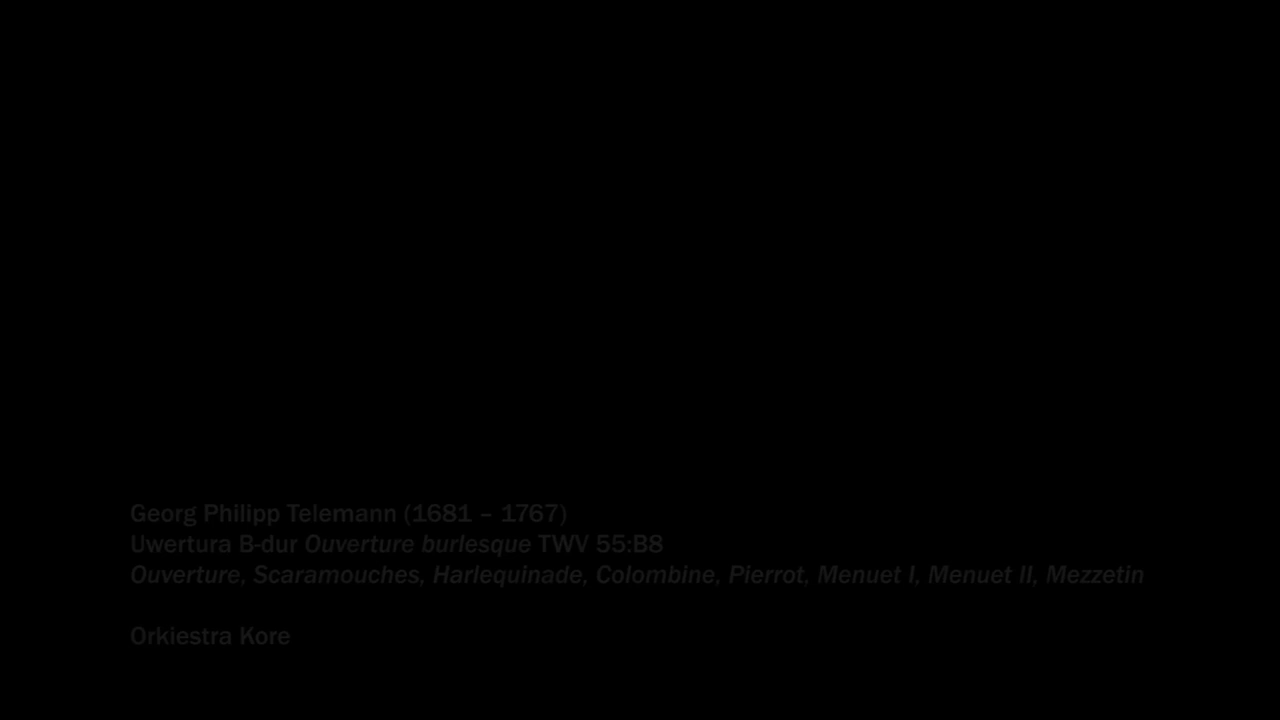 Georg Philipp Telemann (1681 – 1767)
Uwertura B-dur Ouverture burlesque TWV 55:B8
Ouverture, Scaramouches, Harlequinade, Colombine, Pierrot, Menuet I, Menuet II, Mezzetin
Orkiestra Kore